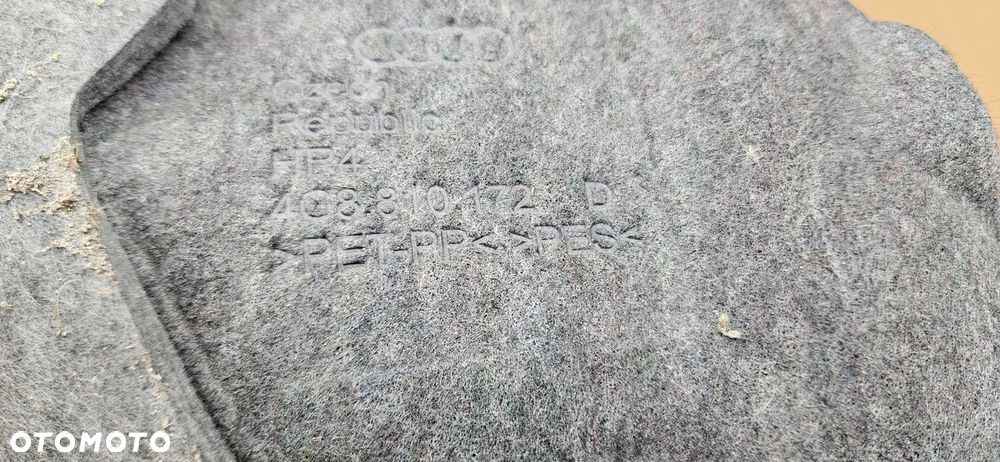 Czech
Republic
HP4
4G8.810.172 D
>PET-PP< >PES<
OTOMOTO